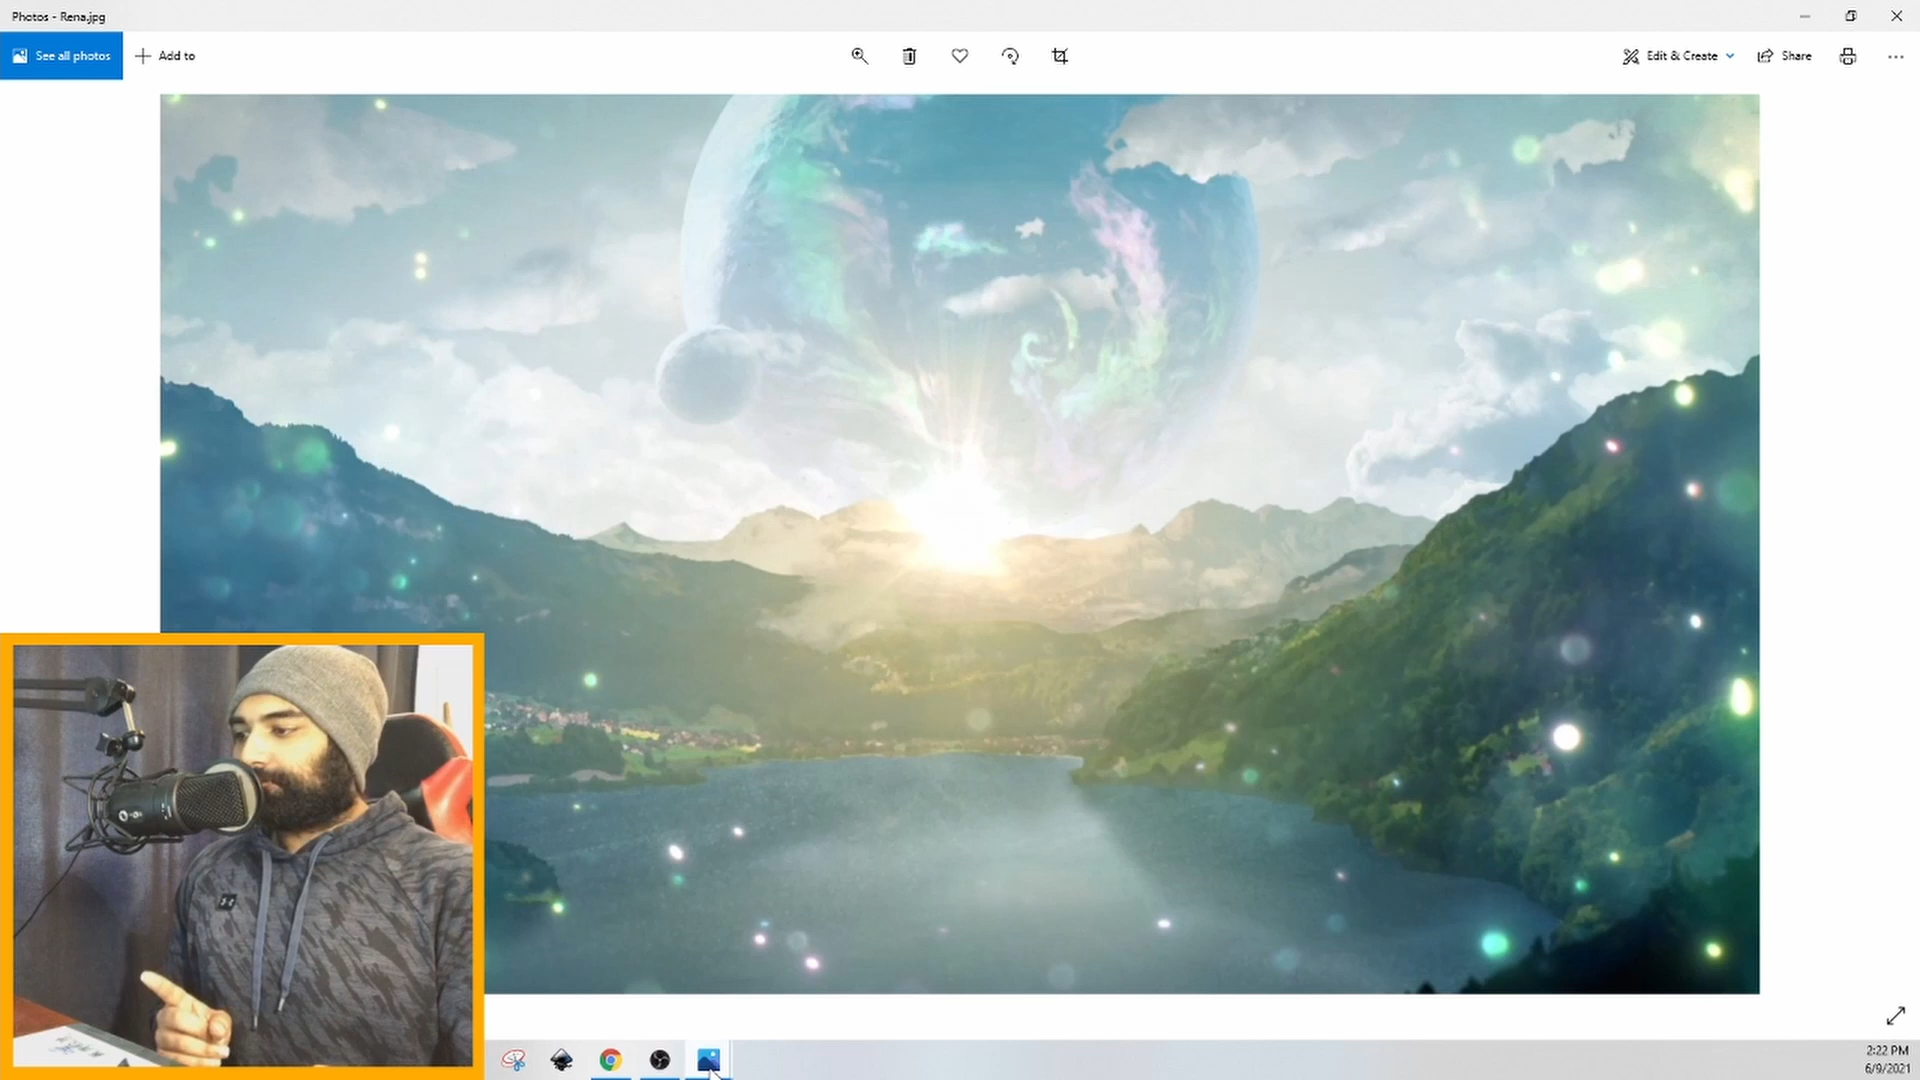 Photos - Rena.jpg
See all photos
Add to
Edit & Create
Share
2:22 PM
6/9/2021